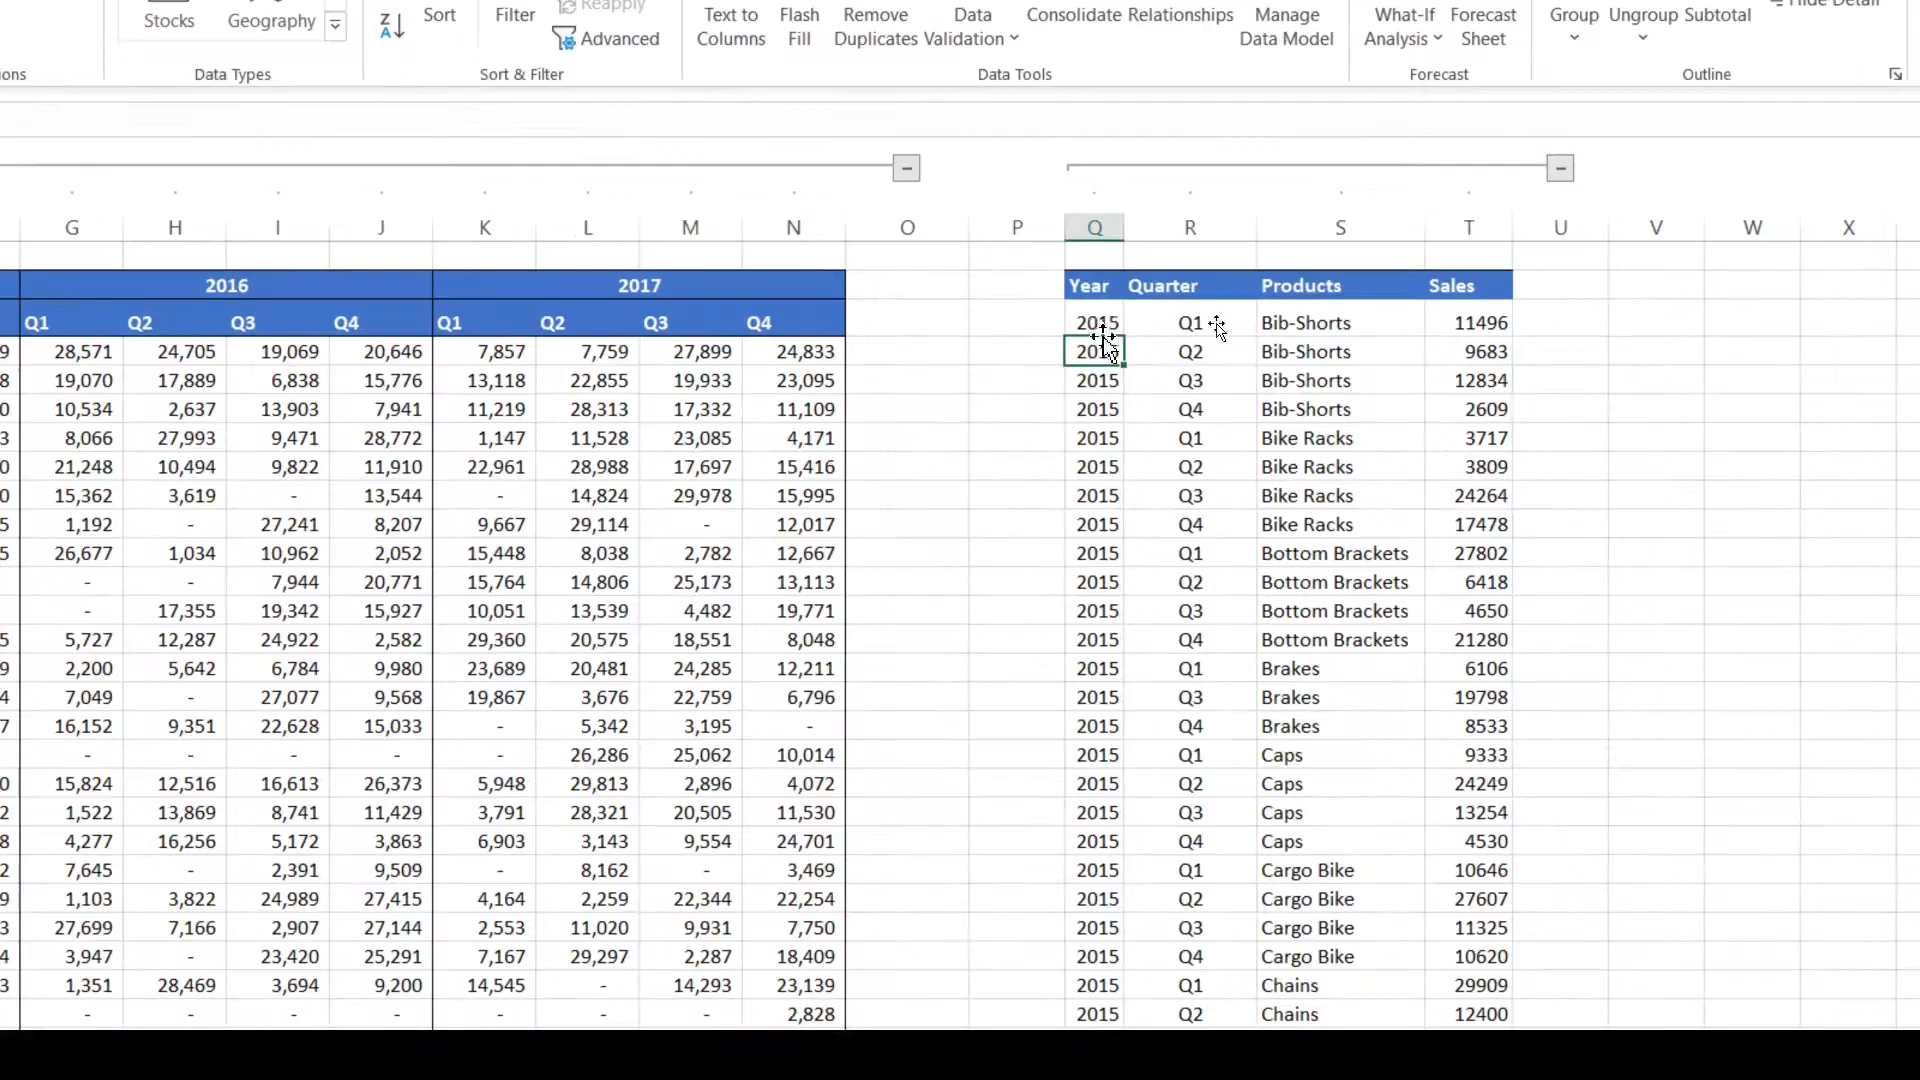 Stocks Geography Sort Filter Reapply Advanced Text to Columns Flash Fill Remove Duplicates Data Validation Consolidate Relationships Manage Data Model What-If Analysis Forecast Sheet Group Ungroup Subtotal Hide Detail
ions Data Types Sort & Filter Data Tools Forecast Outline
G H I J K L M N O P Q R S T U V W X
2016 2017 Year Quarter Products Sales
Q1 Q2 Q3 Q4 Q1 Q2 Q3 Q4 2015 Q1 Bib-Shorts 11496
9 28,571 24,705 19,069 20,646 7,857 7,759 27,899 24,833 2015 Q2 Bib-Shorts 9683
8 19,070 17,889 6,838 15,776 13,118 22,855 19,933 23,095 2015 Q3 Bib-Shorts 12834
0 10,534 2,637 13,903 7,941 11,219 28,313 17,332 11,109 2015 Q4 Bib-Shorts 2609
3 8,066 27,993 9,471 28,772 1,147 11,528 23,085 4,171 2015 Q1 Bike Racks 3717
0 21,248 10,494 9,822 11,910 22,961 28,988 17,697 15,416 2015 Q2 Bike Racks 3809
0 15,362 3,619 - 13,544 - 14,824 29,978 15,995 2015 Q3 Bike Racks 24264
5 1,192 - 27,241 8,207 9,667 29,114 - 12,017 2015 Q4 Bike Racks 17478
5 26,677 1,034 10,962 2,052 15,448 8,038 2,782 12,667 2015 Q1 Bottom Brackets 27802
- - 7,944 20,771 15,764 14,806 25,173 13,113 2015 Q2 Bottom Brackets 6418
- 17,355 19,342 15,927 10,051 13,539 4,482 19,771 2015 Q3 Bottom Brackets 4650
5 5,727 12,287 24,922 2,582 29,360 20,575 18,551 8,048 2015 Q4 Bottom Brackets 21280
9 2,200 5,642 6,784 9,980 23,689 20,481 24,285 12,211 2015 Q1 Brakes 6106
4 7,049 - 27,077 9,568 19,867 3,676 22,759 6,796 2015 Q3 Brakes 19798
7 16,152 9,351 22,628 15,033 - 5,342 3,195 - 2015 Q4 Brakes 8533
- - - - - 26,286 25,062 10,014 2015 Q1 Caps 9333
0 15,824 12,516 16,613 26,373 5,948 29,813 2,896 4,072 2015 Q2 Caps 24249
2 1,522 13,869 8,741 11,429 3,791 28,321 20,505 11,530 2015 Q3 Caps 13254
8 4,277 16,256 5,172 3,863 6,903 3,143 9,554 24,701 2015 Q4 Caps 4530
2 7,645 - 2,391 9,509 - 8,162 - 3,469 2015 Q1 Cargo Bike 10646
9 1,103 3,822 24,989 27,415 4,164 2,259 22,344 22,254 2015 Q2 Cargo Bike 27607
3 27,699 7,166 2,907 27,144 2,553 11,020 9,931 7,750 2015 Q3 Cargo Bike 11325
4 3,947 - 23,420 25,291 7,167 29,297 2,287 18,409 2015 Q4 Cargo Bike 10620
3 1,351 28,469 3,694 9,200 14,545 - 14,293 23,139 2015 Q1 Chains 29909
- - - - - - - 2,828 2015 Q2 Chains 12400